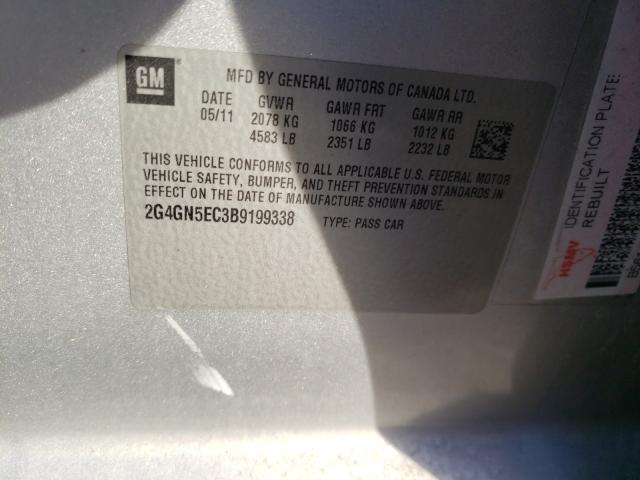 GM
MFD BY GENERAL MOTORS OF CANADA LTD.
DATE GVWR GAWR FRT GAWR RR
05/11 2078 KG 1066 KG 1012 KG
4583 LB 2351 LB 2232 LB
THIS VEHICLE CONFORMS TO ALL APPLICABLE U.S. FEDERAL MOTOR
VEHICLE SAFETY, BUMPER, AND THEFT PREVENTION STANDARDS IN
EFFECT ON THE DATE OF MANUFACTURE SHOWN ABOVE.
2G4GN5EC3B9199338 TYPE: PASS CAR
HSMV
IDENTIFICATION PLATE
REBUILT